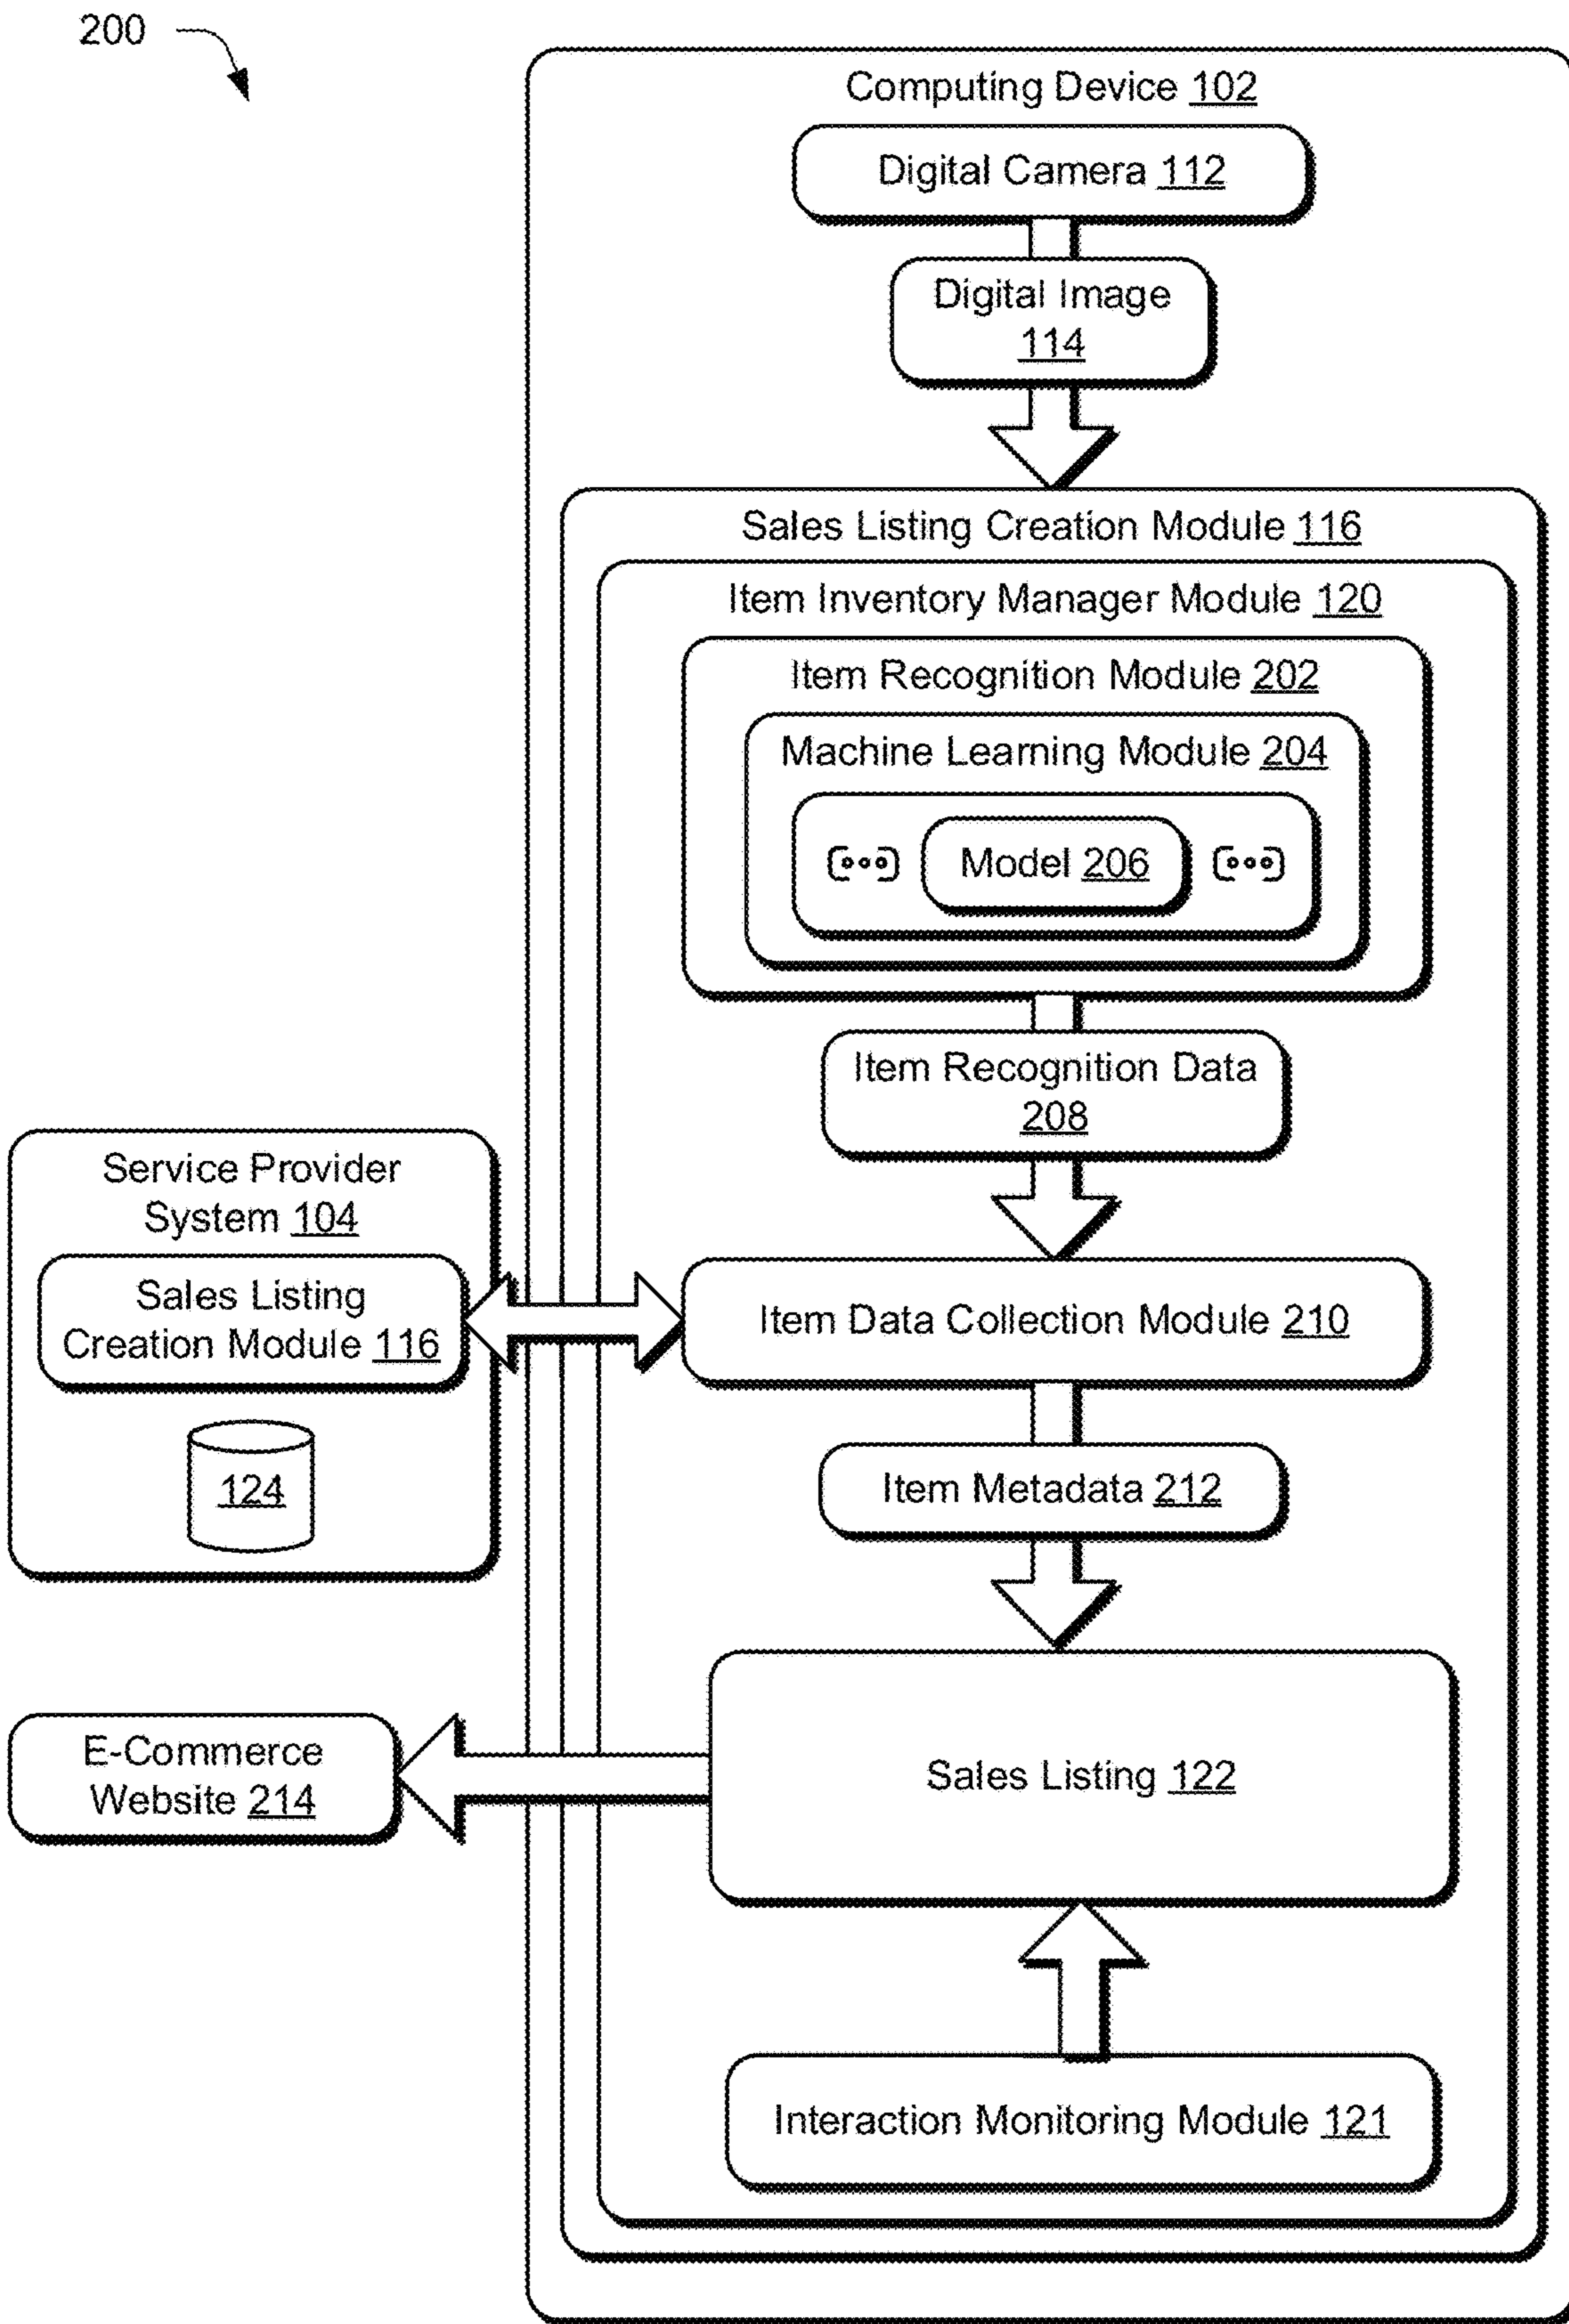 200
Computing Device 102
Digital Camera 112
Digital Image
114
Sales Listing Creation Module 116
Item Inventory Manager Module 120
Item Recognition Module 202
Machine Learning Module 204
Model 206
Item Recognition Data
208
Service Provider
System 104
Sales Listing
Creation Module 116
124
Item Data Collection Module 210
Item Metadata 212
E-Commerce
Website 214
Sales Listing 122
Interaction Monitoring Module 121